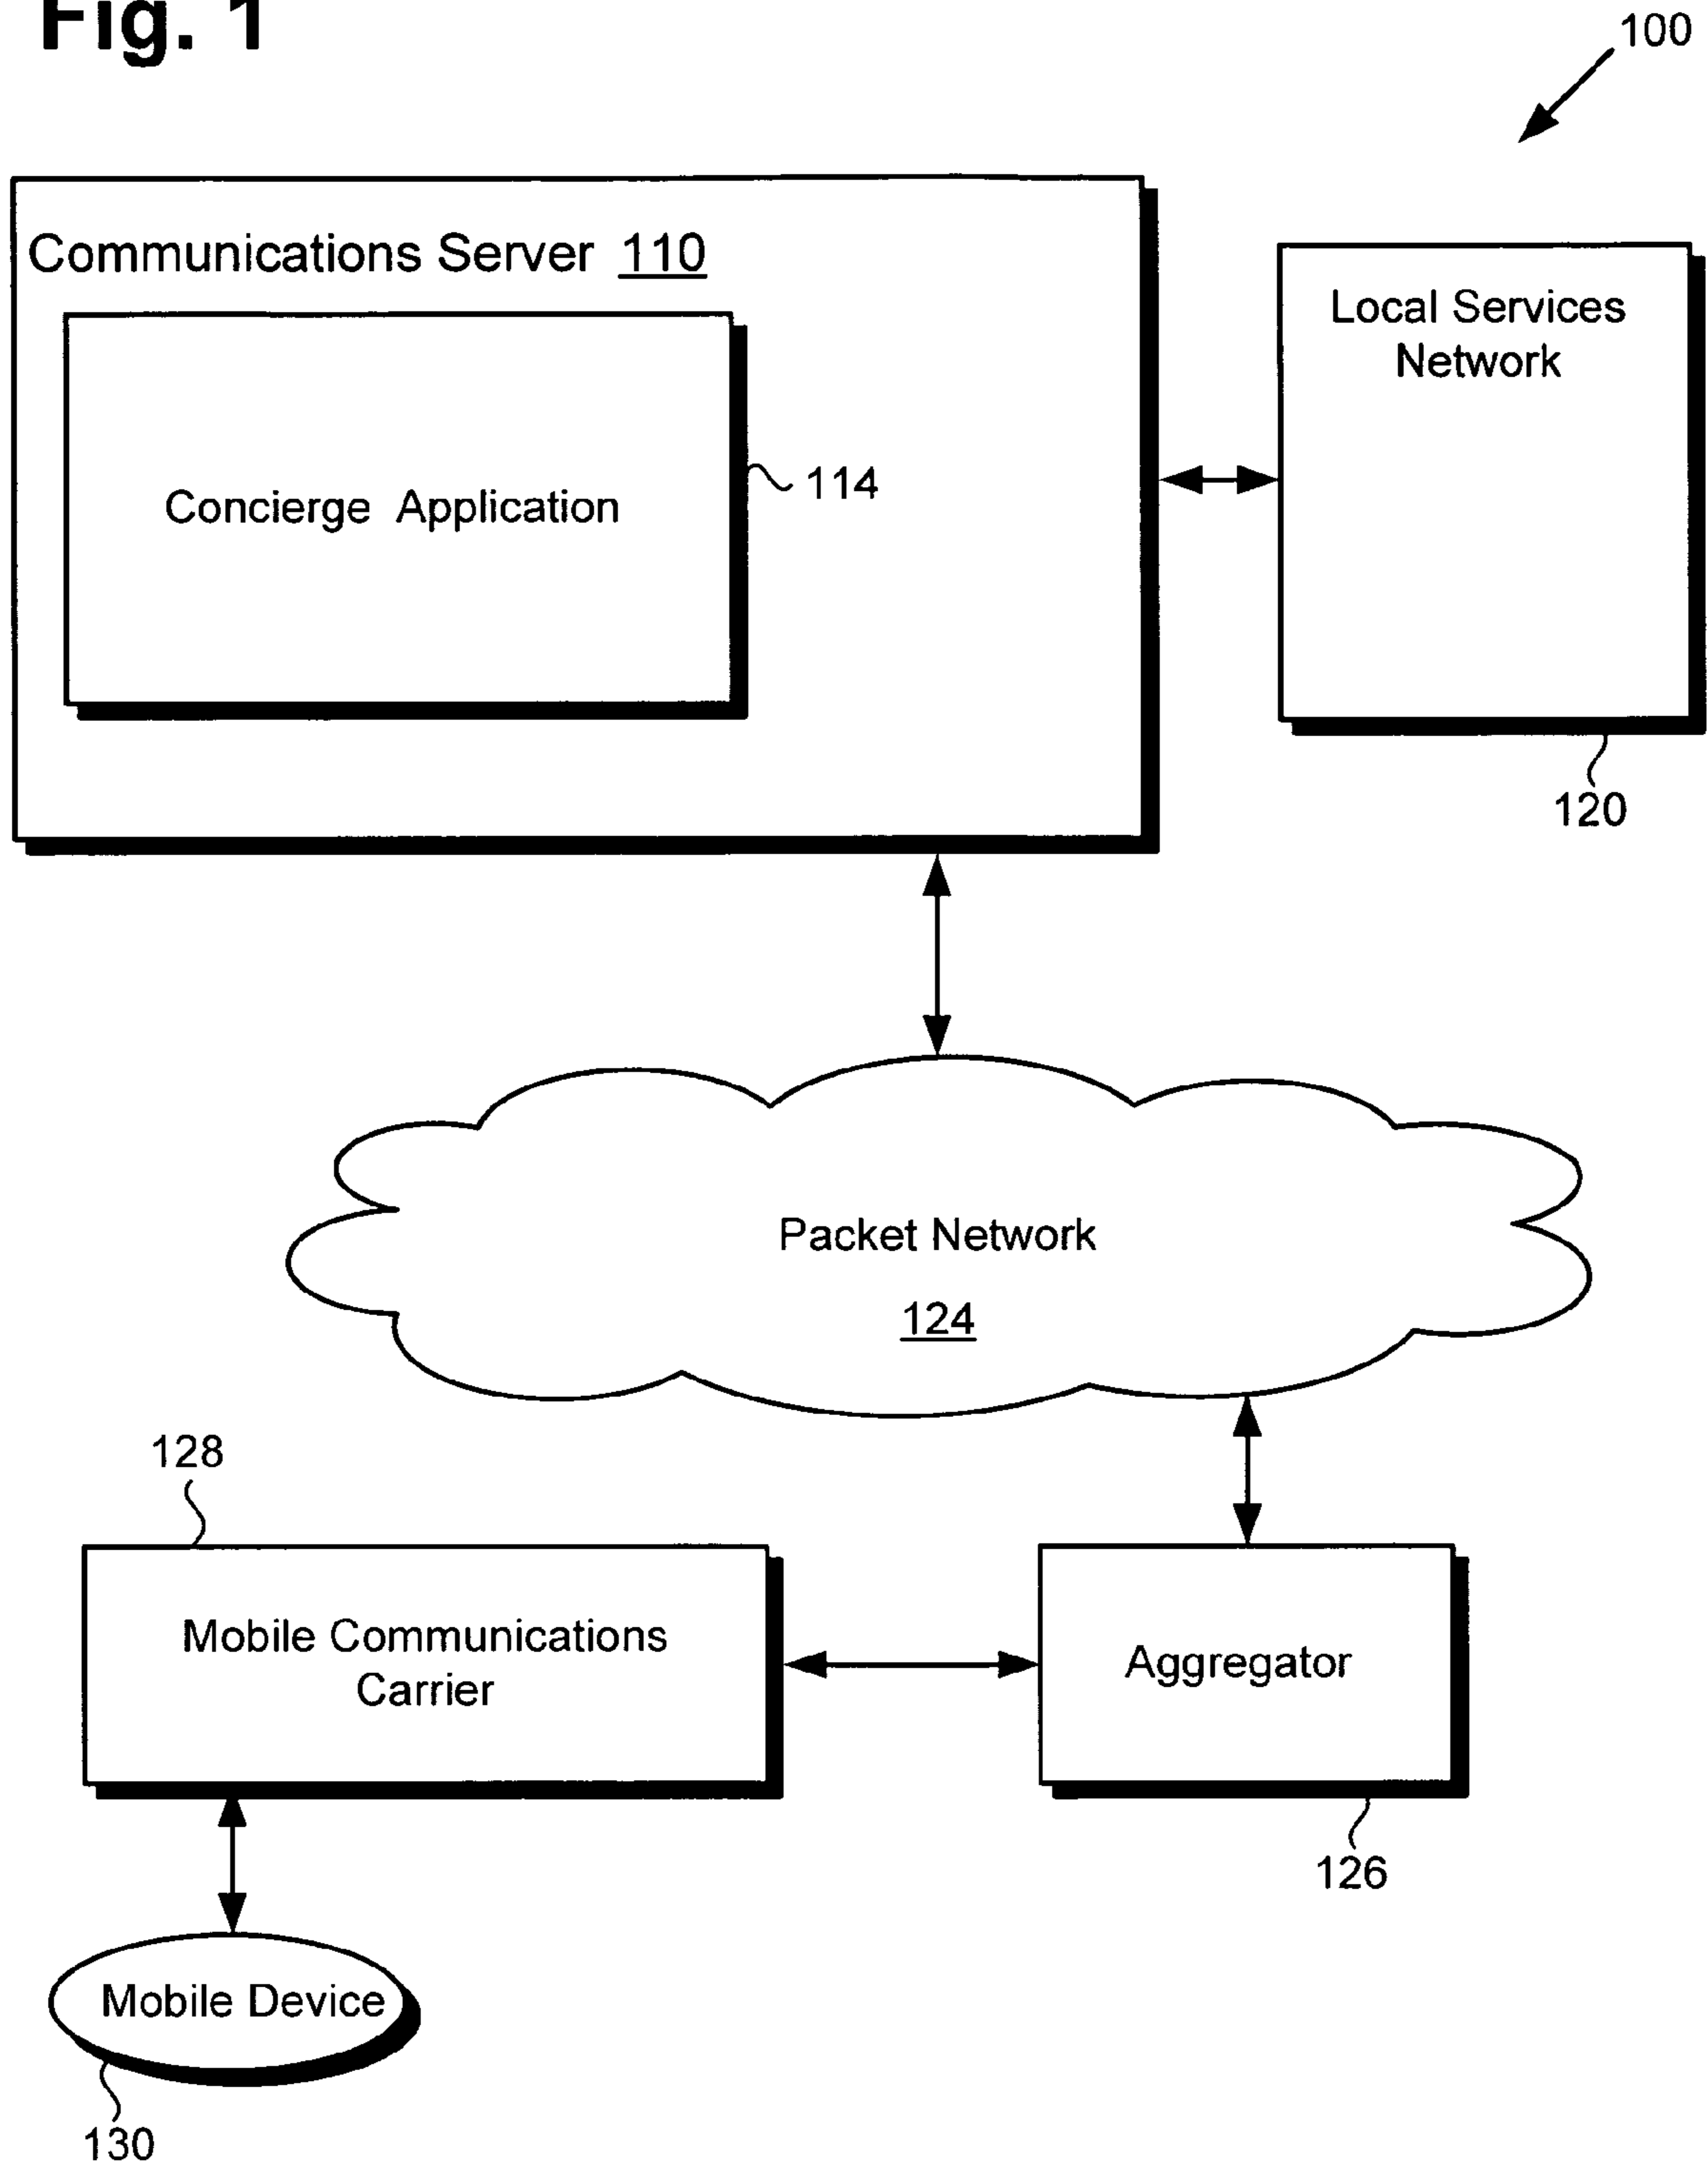 Fig. 1
100
Communications Server 110
Local Services
Network
Concierge Application
114
120
Packet Network
124
128
Mobile Communications
Carrier
Aggregator
126
Mobile Device
130